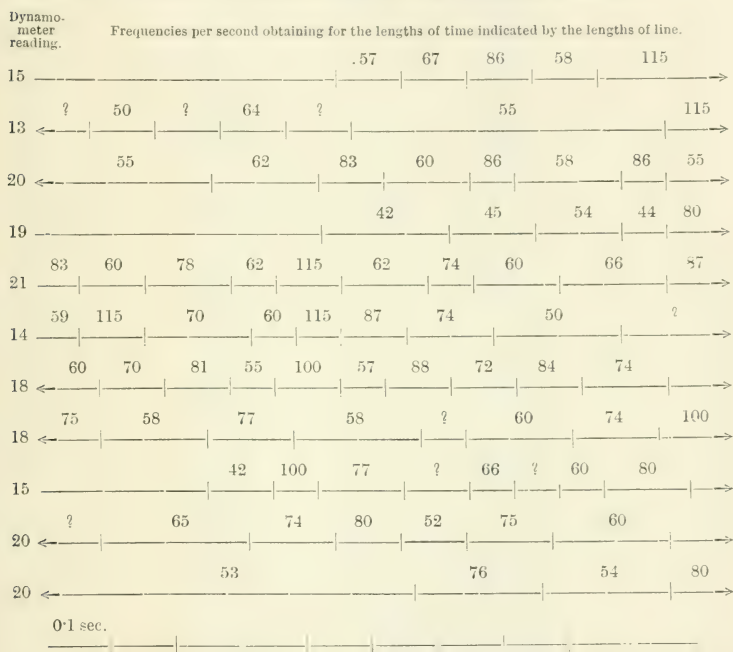 Dynamo-
meter
reading.
Frequencies per second obtaining for the lengths of time indicated by the lengths of line.
.57 67 86 58 115
15
? 50 ? 64 ? 55 115
13
55 62 83 60 86 58 86 55
20
42 45 54 44 80
19
83 60 78 62 115 62 74 60 66 87
21
59 115 70 60 115 87 74 50 ?
14
60 70 81 55 100 57 88 72 84 74
18
75 58 77 58 ? 60 74 100
18
42 100 77 ? 66 ? 60 80
15
? 65 74 80 52 75 60
20
53 76 54 80
20
0·1 sec.